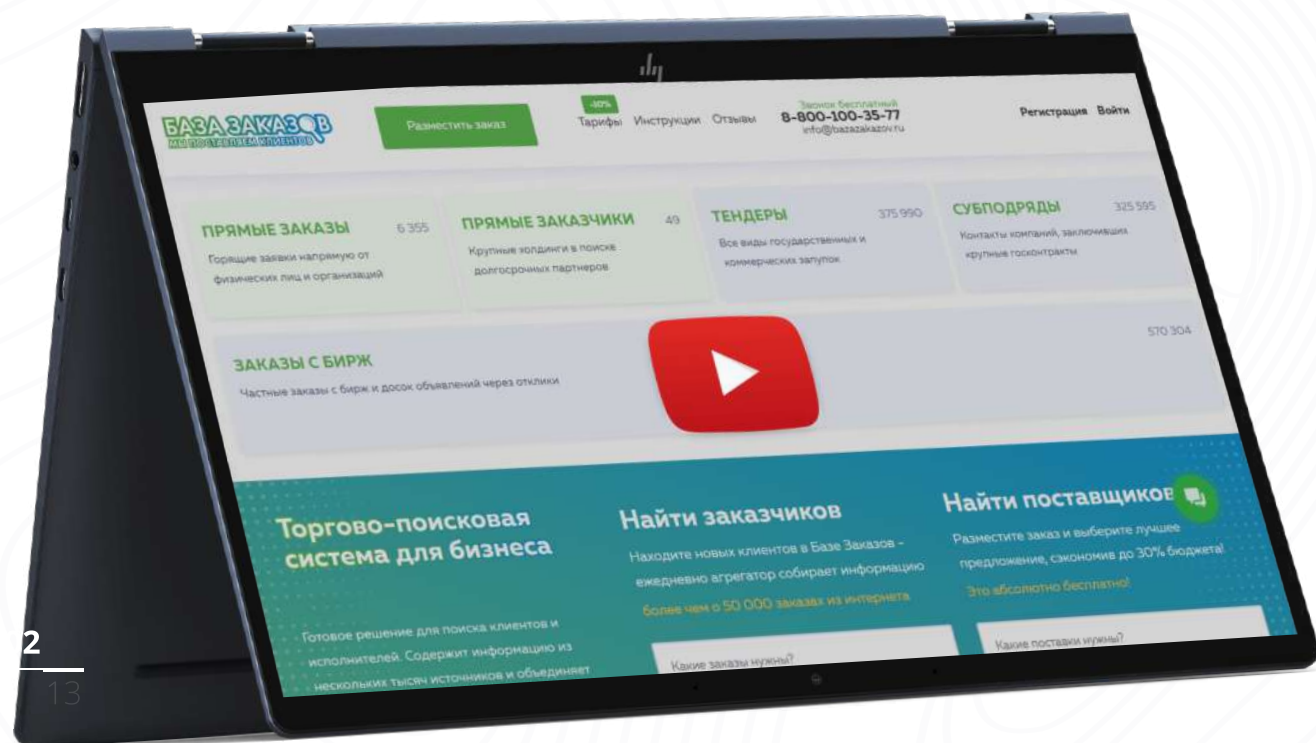 hp
БАЗА ЗАКАЗОВ
МЫ ПОСТАВЛЯЕМ КЛИЕНТОВ
Разместить заказ
-10%
Тарифы Инструкции Отзывы
Звонок бесплатный
8-800-100-35-77
info@bazazakazov.ru
Регистрация Войти
ПРЯМЫЕ ЗАКАЗЫ 6 355
Горящие заявки напрямую от
физических лиц и организаций
ПРЯМЫЕ ЗАКАЗЧИКИ 49
Крупные холдинги в поиске
долгосрочных партнеров
ТЕНДЕРЫ 375 990
Все виды государственных и
коммерческих закупок
СУБПОДРЯДЫ 325 595
Контакты компаний, заключивших
крупные госконтракты
ЗАКАЗЫ С БИРЖ 570 304
Частные заказы с бирж и досок объявлений через отклики
Торгово-поисковая
система для бизнеса
Готовое решение для поиска клиентов и
исполнителей. Содержит информацию из
нескольких тысяч источников и объединяет
Найти заказчиков
Находите новых клиентов в Базе Заказов -
ежедневно агрегатор собирает информацию
более чем о 50 000 заказах из интернета
Какие заказы нужны?
Найти поставщиков
Разместите заказ и выберите лучшее
предложение, сэкономив до 30% бюджета!
Это абсолютно бесплатно!
Какие поставки нужны?
2
13